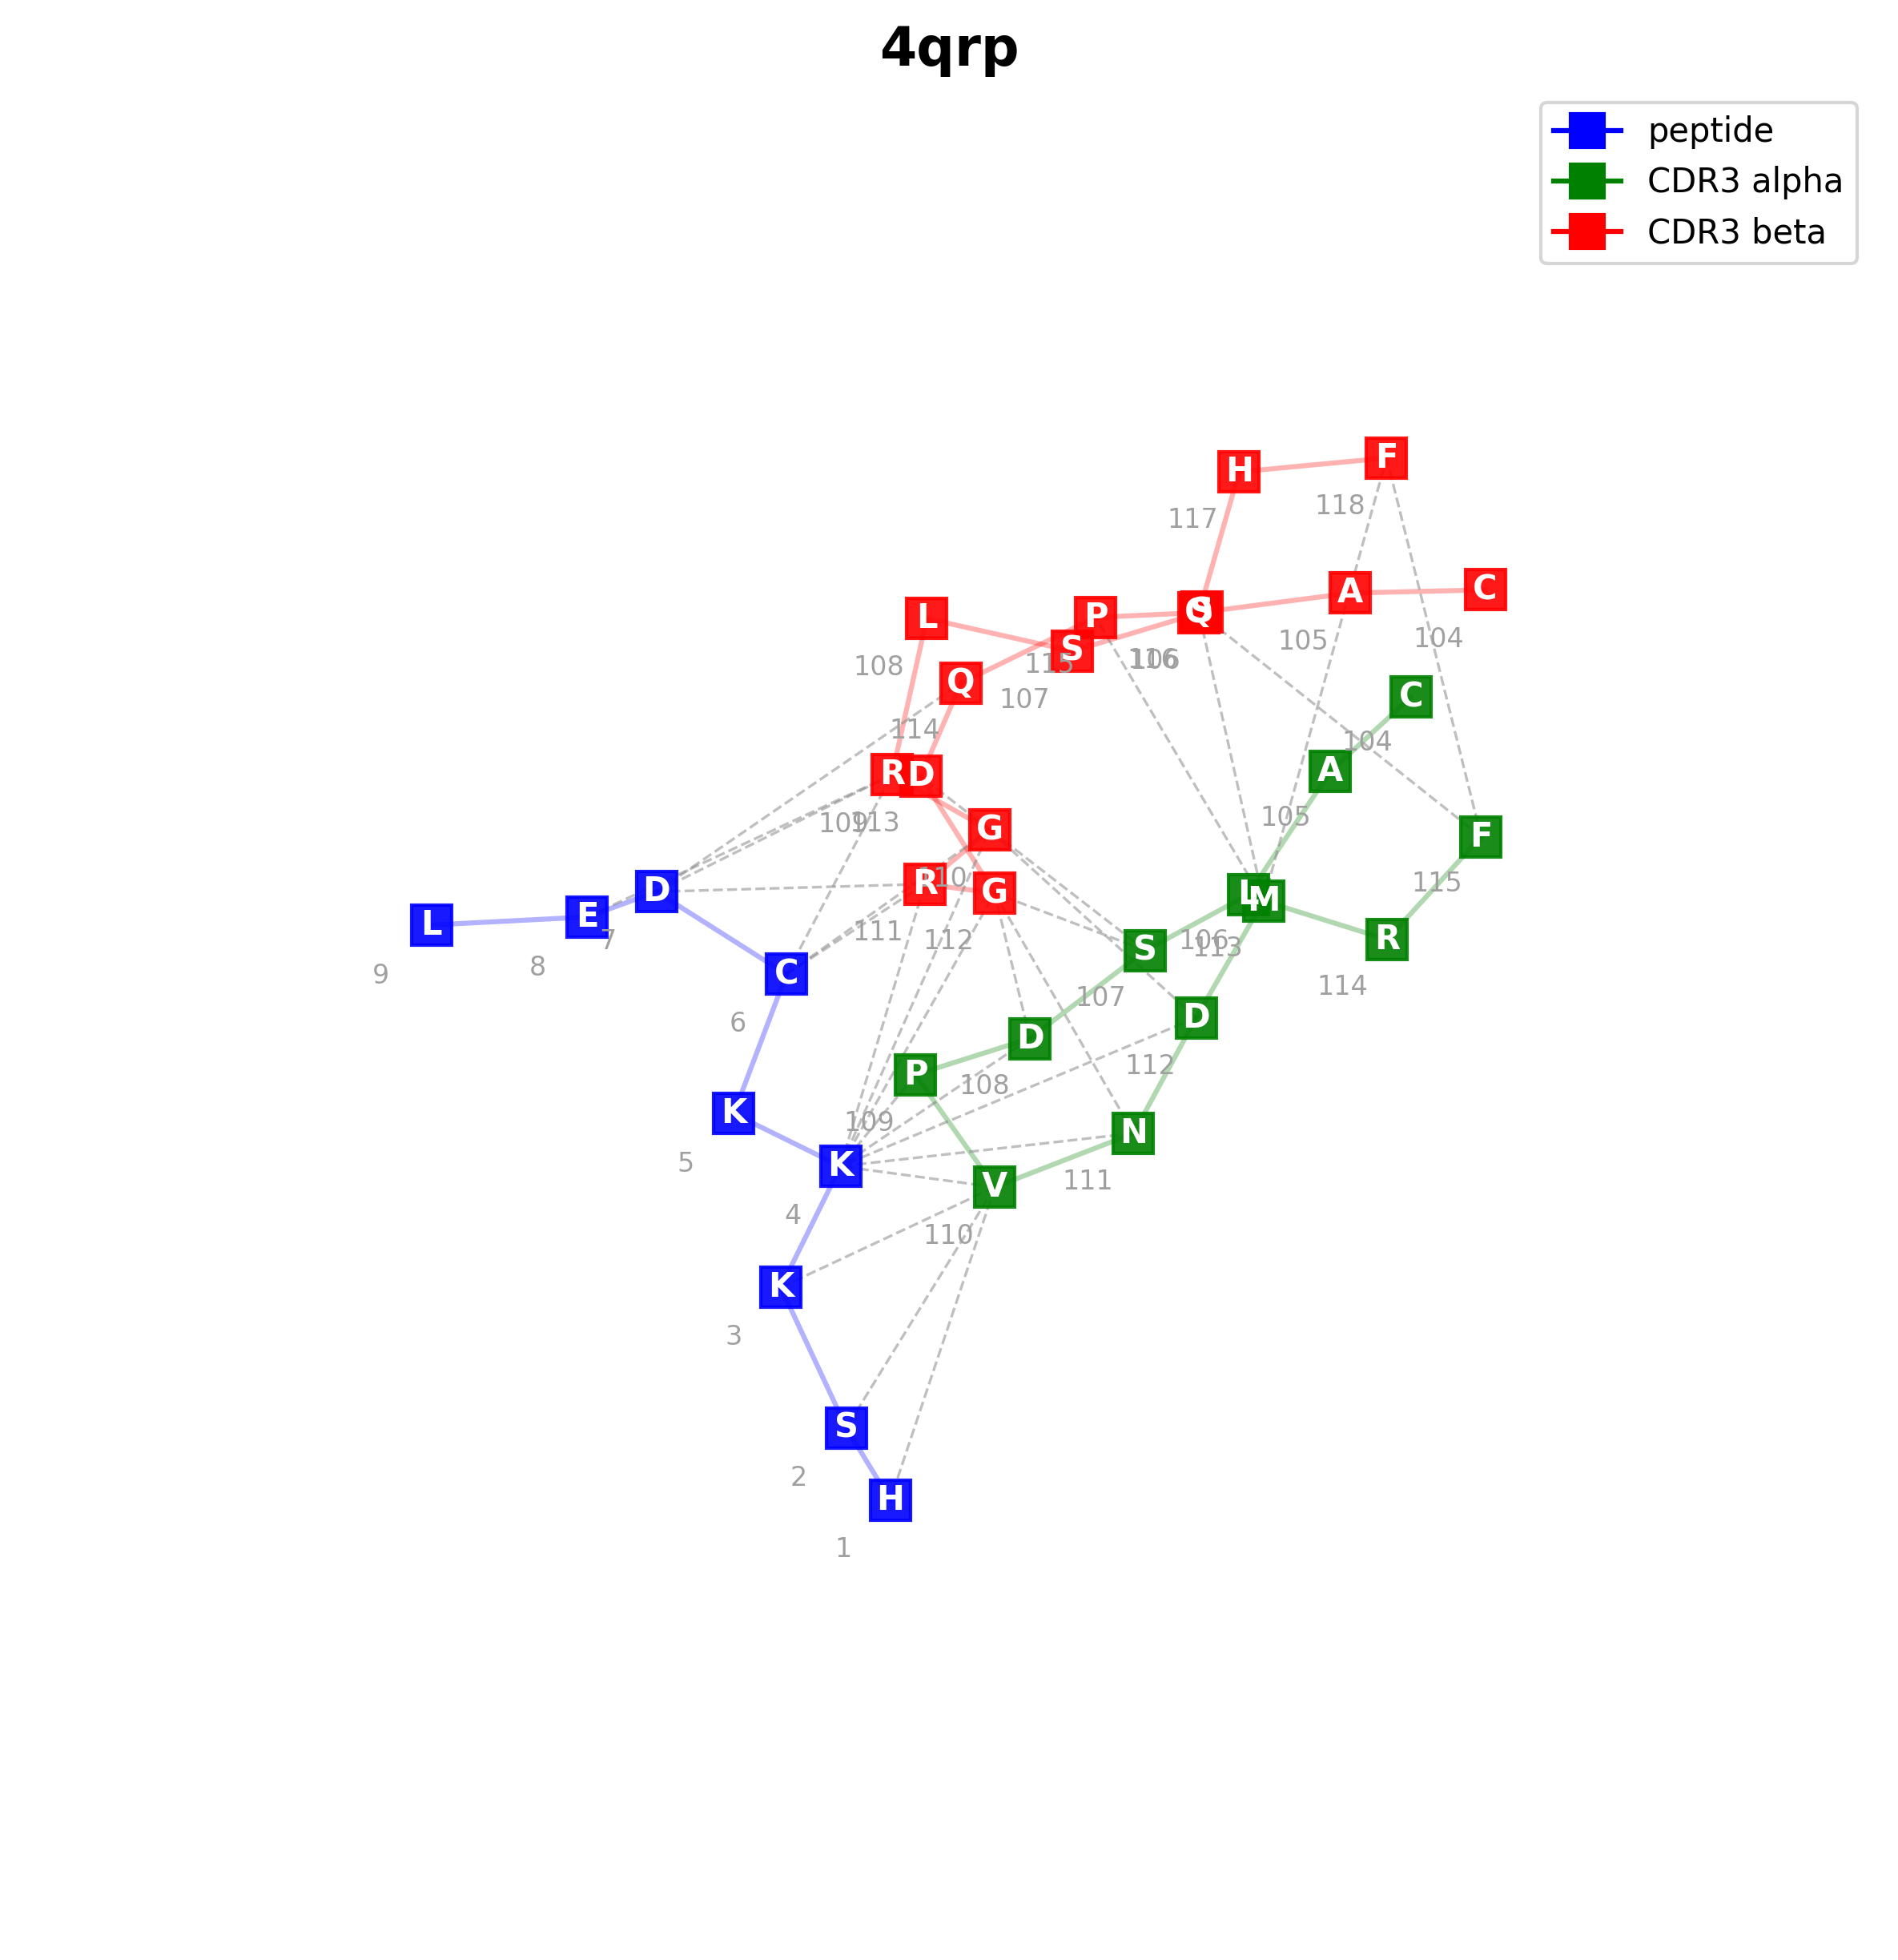 4qrp
peptide
CDR3 alpha
CDR3 beta
H F
117 118
L P Q A C
S
108 115 116 106 105 104
Q 107 C
114 104
R D A
109 113 105
G F
D R G L M 115
L E
111 112 106 113
7 S R
9 8 C
6 107 114
D D
P 108 112
K 109 N
5 K V 111
4 110
K
3
S
2
H
1